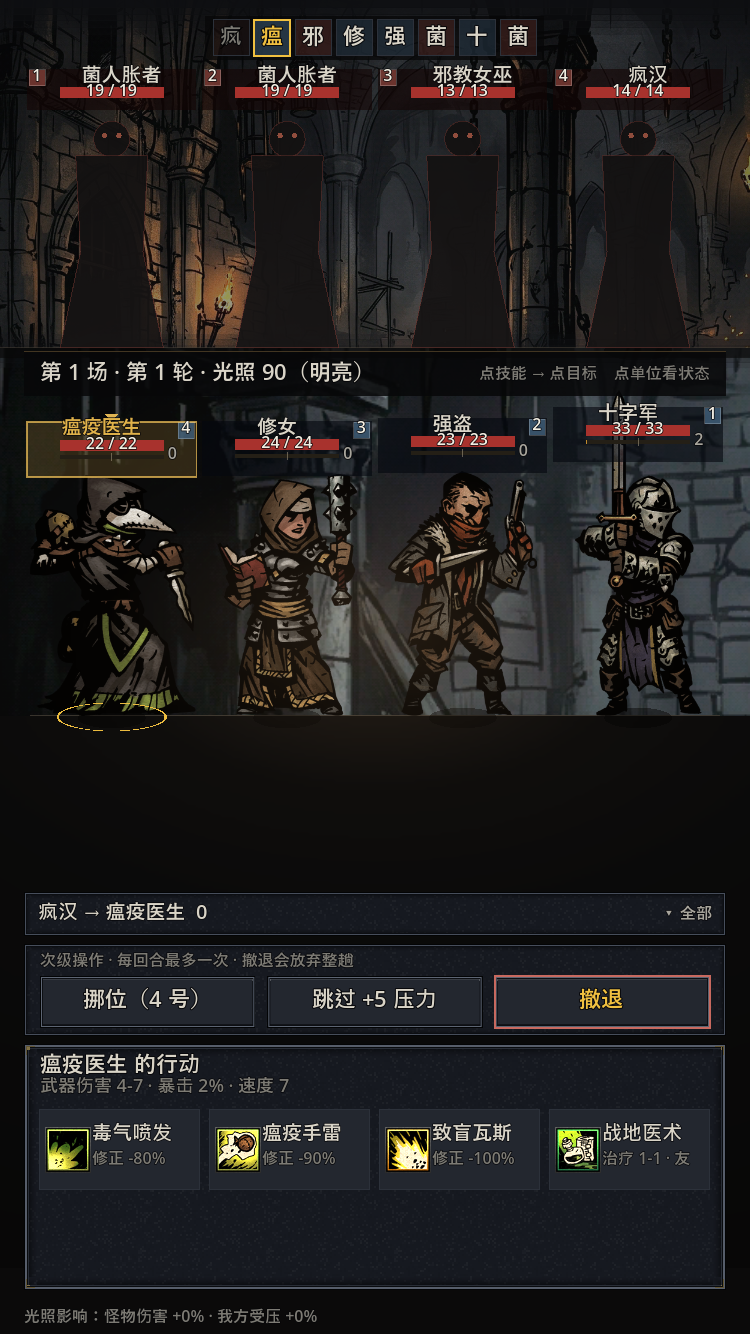 疯 瘟 邪 修 强 菌 十 菌
1 菌人胀者 2 菌人胀者 3 邪教女巫 4 疯汉
19 / 19 19 / 19 13 / 13 14 / 14
第 1 场 · 第 1 轮 · 光照 90（明亮） 点技能 → 点目标 点单位看状态
瘟疫医生 4 修女 3 强盗 2 十字军 1
22 / 22 0 24 / 24 0 23 / 23 0 33 / 33 2
疯汉 → 瘟疫医生 0 ▾ 全部
次级操作 · 每回合最多一次 · 撤退会放弃整趟
挪位（4 号） 跳过 +5 压力 撤退
瘟疫医生 的行动
武器伤害 4-7 · 暴击 2% · 速度 7
毒气喷发 瘟疫手雷 致盲瓦斯 战地医术
修正 -80% 修正 -90% 修正 -100% 治疗 1-1 · 友
光照影响：怪物伤害 +0% · 我方受压 +0%